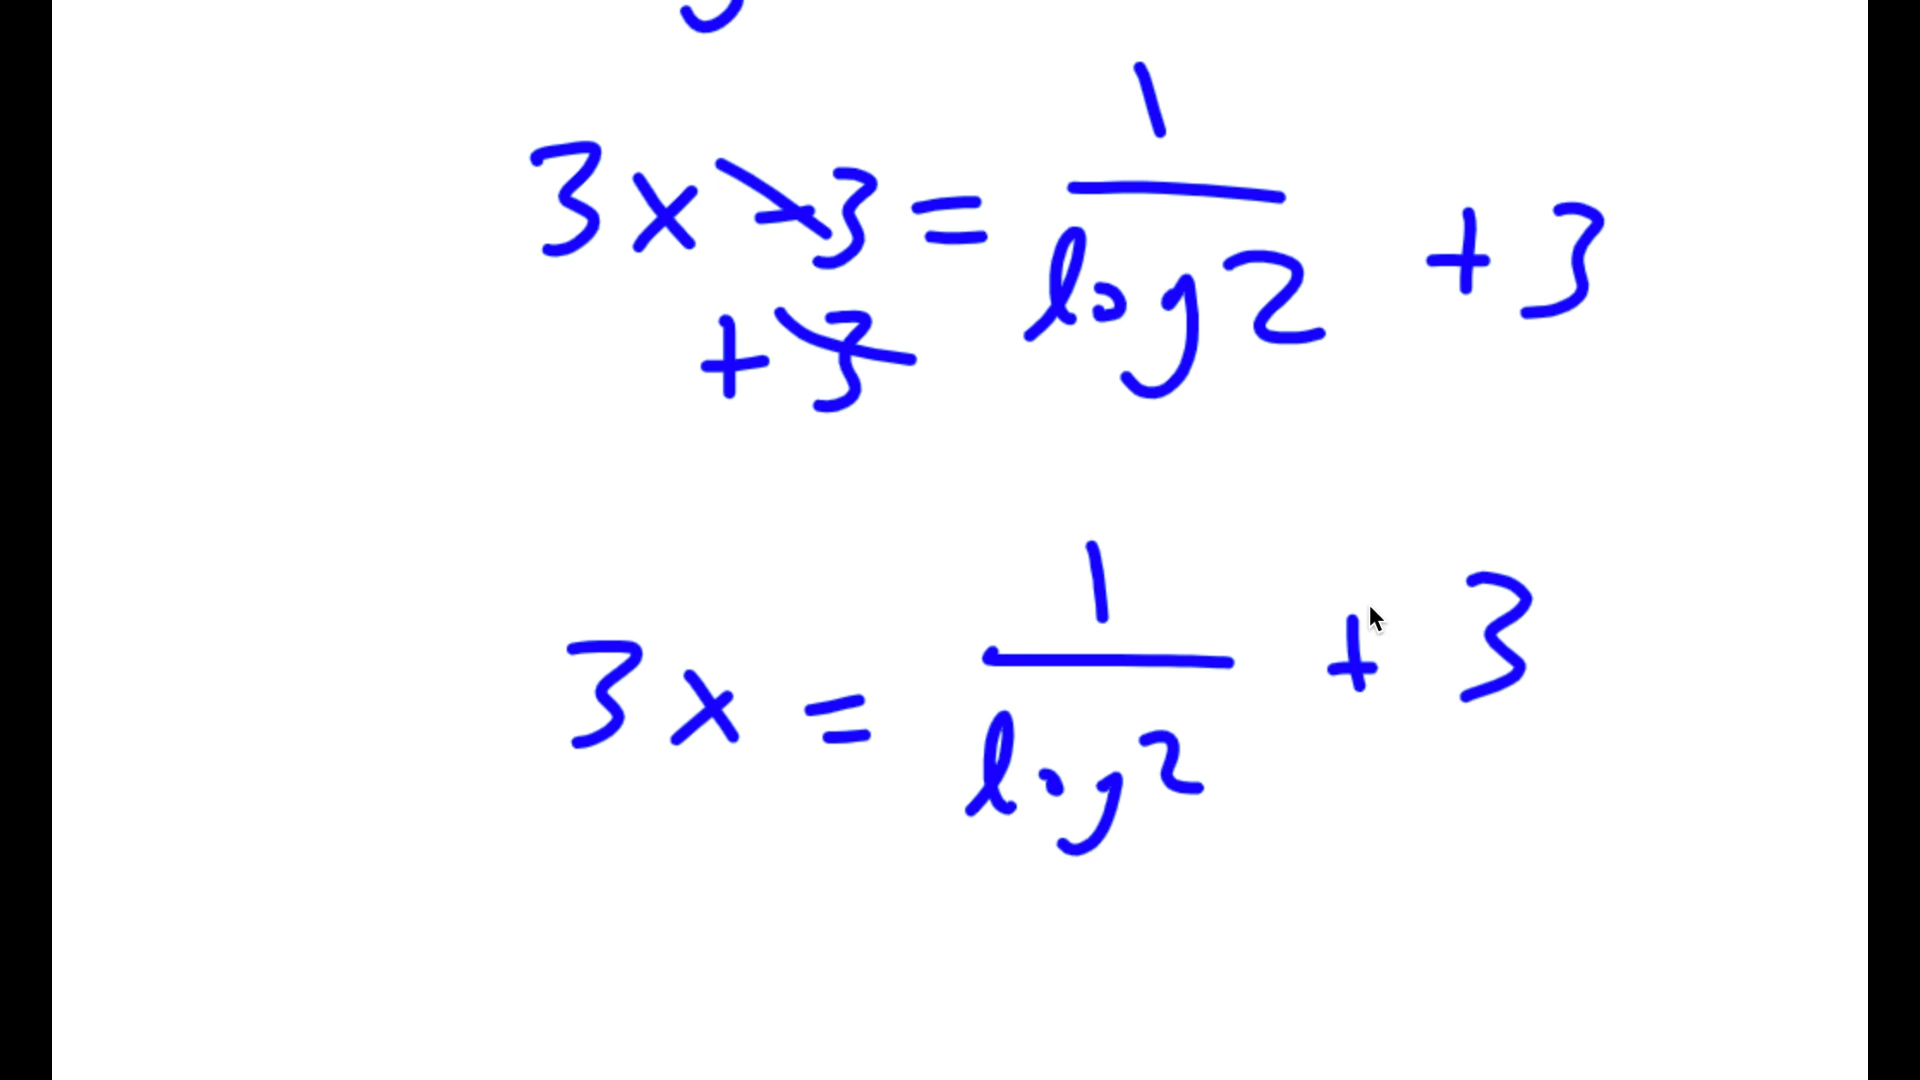 3x - 3 = 1/log2 + 3
+ 3
3x = 1/log2 + 3